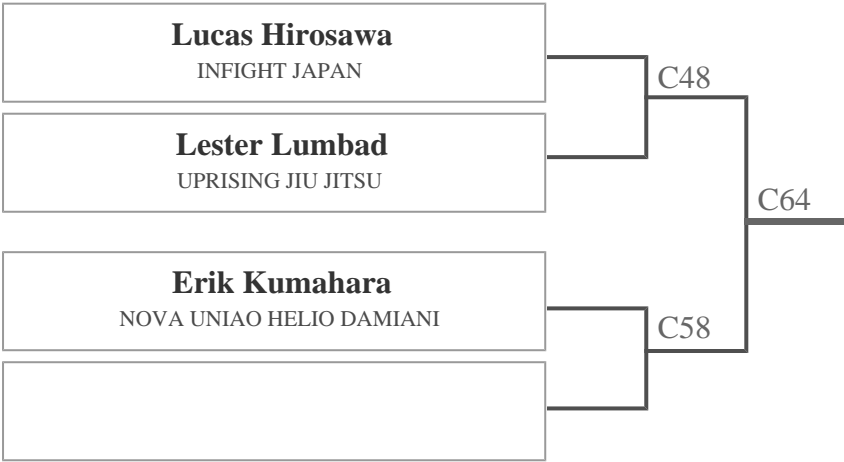 Lucas Hirosawa
INFIGHT JAPAN
C48
Lester Lumbad
UPRISING JIU JITSU
C64
Erik Kumahara
NOVA UNIAO HELIO DAMIANI
C58